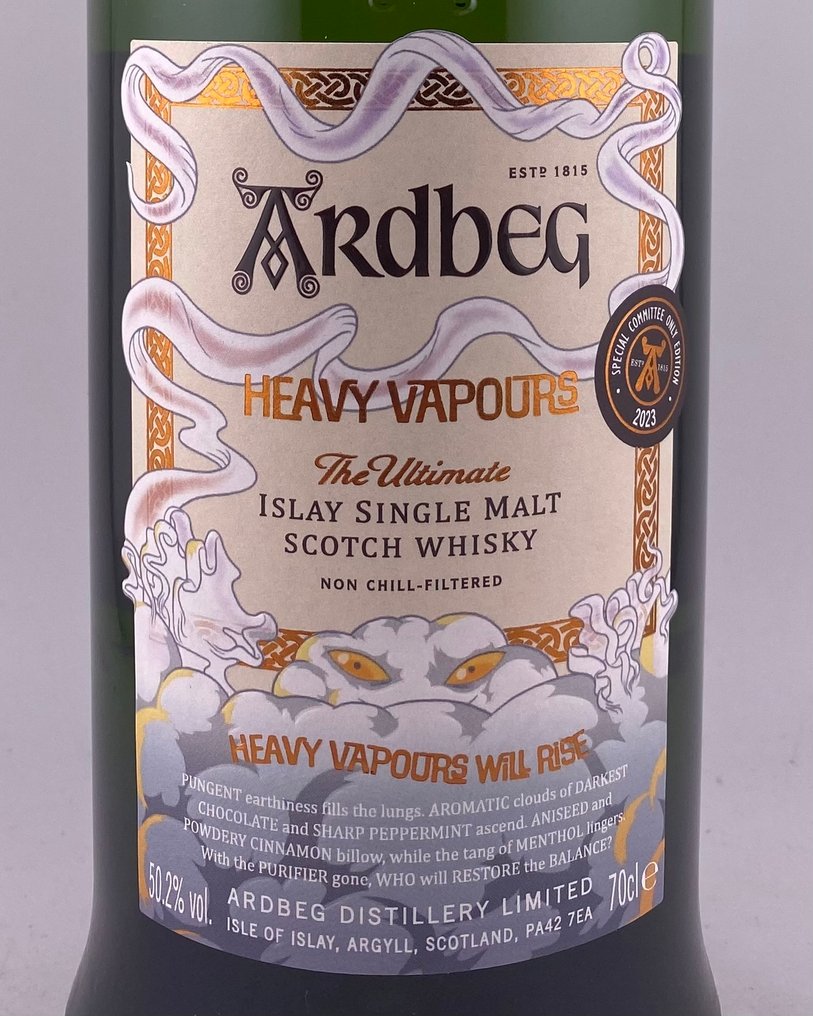 ESTD 1815
ARDBEG
SPECIAL COMMITTEE ONLY EDITION
ESTD 1815
2023
HEAVY VAPOURS
The Ultimate
ISLAY SINGLE MALT
SCOTCH WHISKY
NON CHILL-FILTERED
HEAVY VAPOURS WILL RISE
PUNGENT earthiness fills the lungs. AROMATIC clouds of DARKEST
CHOCOLATE and SHARP PEPPERMINT ascend. ANISEED and
POWDERY CINNAMON billow, while the tang of MENTHOL lingers.
With the PURIFIER gone, WHO will RESTORE the BALANCE?
50.2% vol.
ARDBEG DISTILLERY LIMITED
70cl e
ISLE OF ISLAY, ARGYLL, SCOTLAND, PA42 7EA